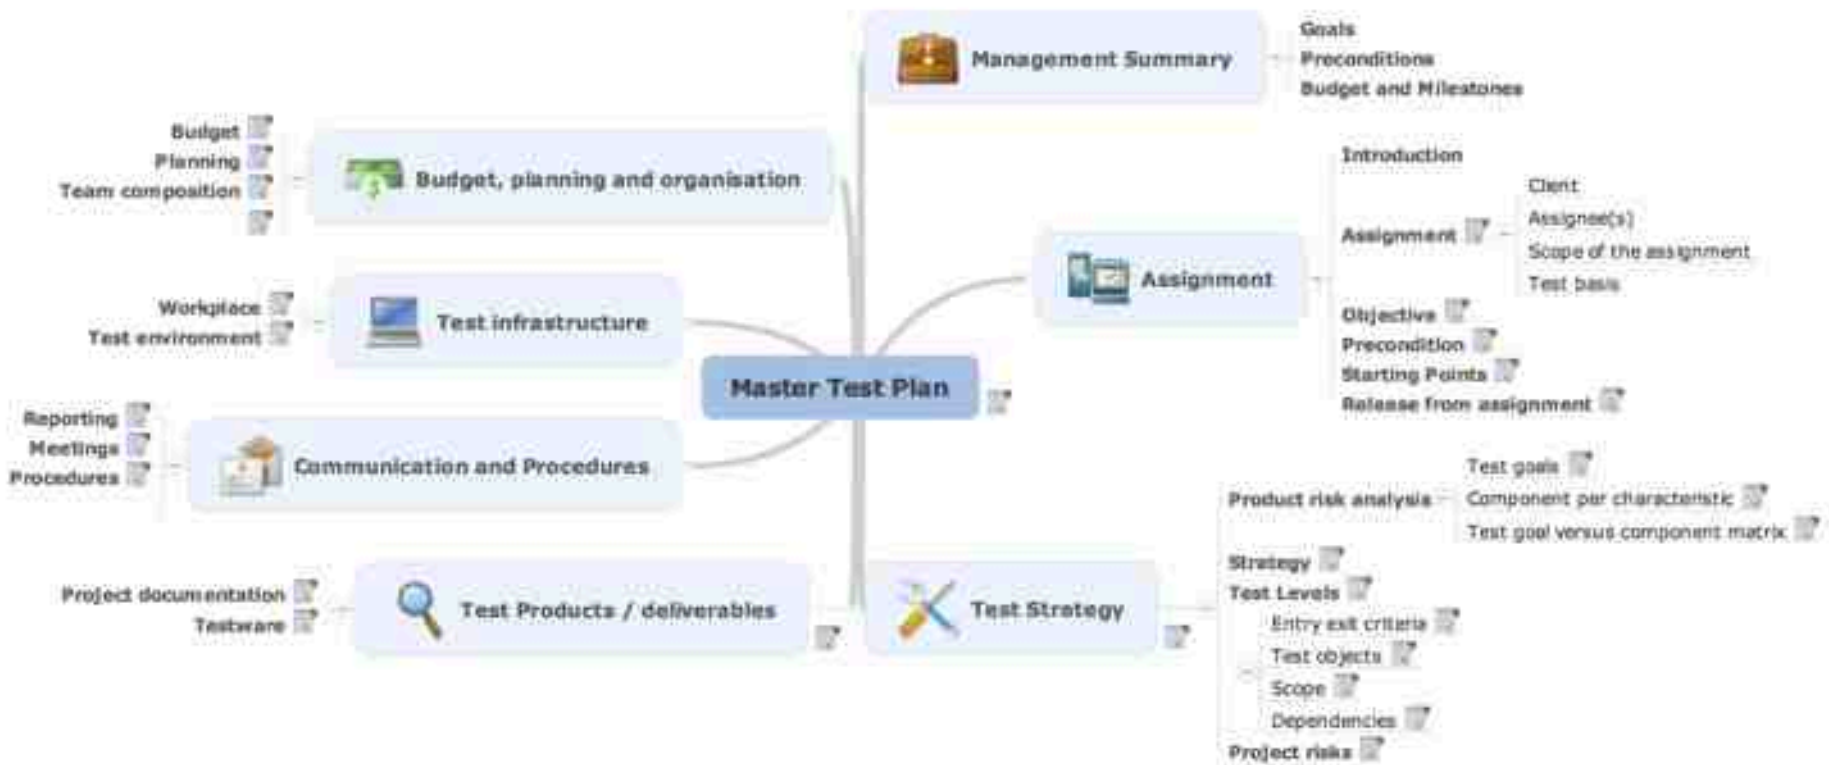 Management Summary
Goals
Preconditions
Budget and Milestones
Budget
Planning
Team composition
Budget, planning and organisation
Introduction
Assignment
Assignment
Client
Assignee(s)
Scope of the assignment
Test basis
Objective
Precondition
Starting Points
Release from assignment
Workplace
Test environment
Test infrastructure
Master Test Plan
Reporting
Meetings
Procedures
Communication and Procedures
Project documentation
Testware
Test Products / deliverables
Test Strategy
Product risk analysis
Test goals
Component per characteristic
Test goal versus component matrix
Strategy
Test Levels
Entry exit criteria
Test objects
Scope
Dependencies
Project risks